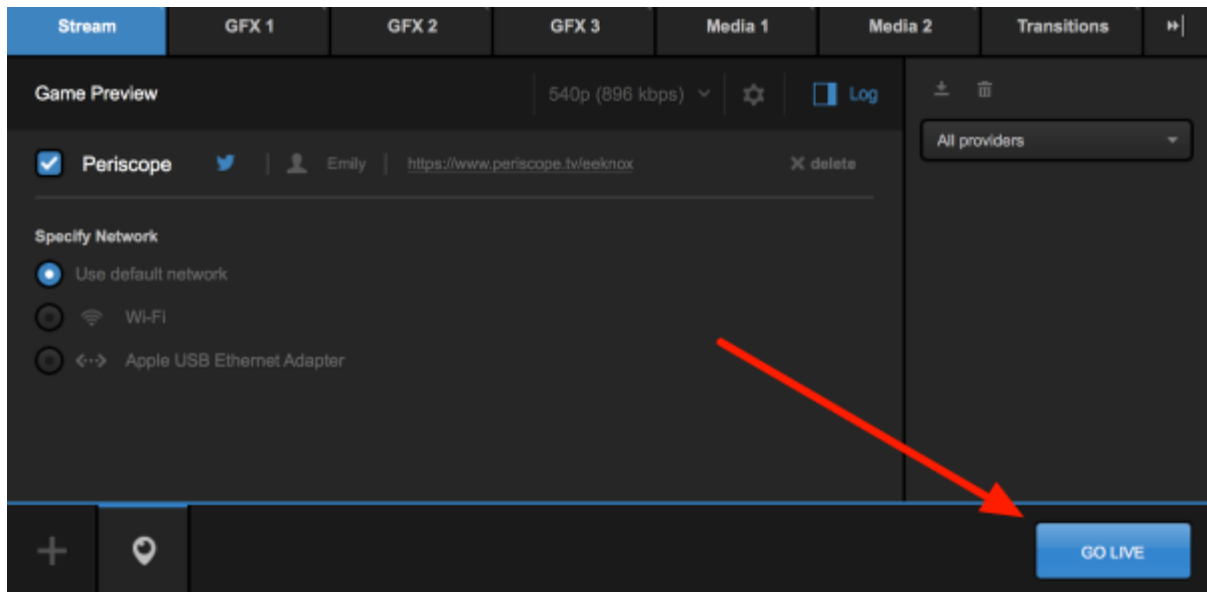 Stream GFX 1 GFX 2 GFX 3 Media 1 Media 2 Transitions
Game Preview 540p (896 kbps) Log
All providers
Periscope Emily https://www.periscope.tv/eeknox delete
Specify Network
Use default network
Wi-Fi
Apple USB Ethernet Adapter
GO LIVE